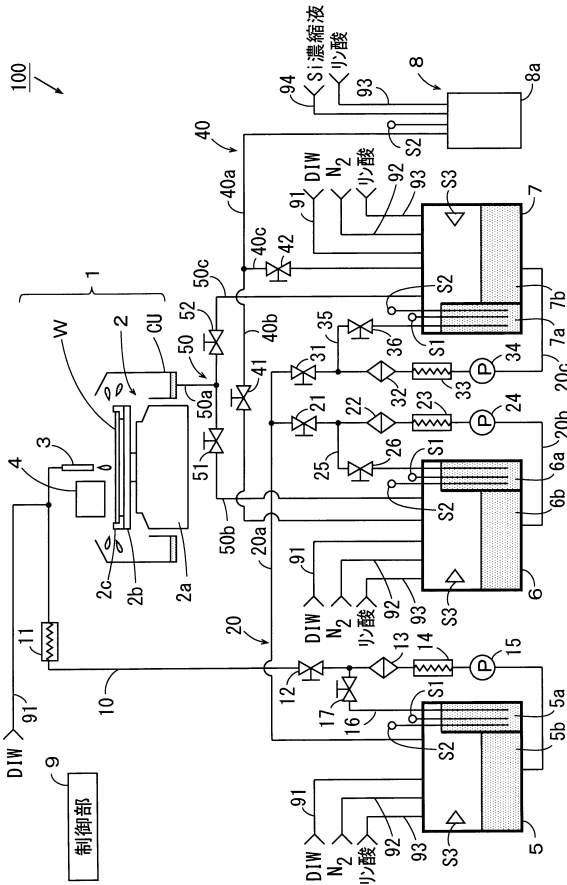 100
1
W
2
CU
3
4
2c
2b
2a
11
DIW
91
10
9
制御部
50c
52
50
50a
51
50b
40
40a
40c
42
40b
41
94
Si濃縮液
リン酸
93
S2
8
8a
DIW
91
N2
92
リン酸
93
S3
7
7b
7a
S2
S1
35
36
31
32
33
34
P
20c
21
22
23
24
P
20b
25
26
S1
S2
6a
6b
6
S3
20a
20
91
DIW
N2
92
リン酸
93
12
13
14
15
P
17
16
S1
S2
5a
5b
5
S3
91
DIW
N2
92
リン酸
93